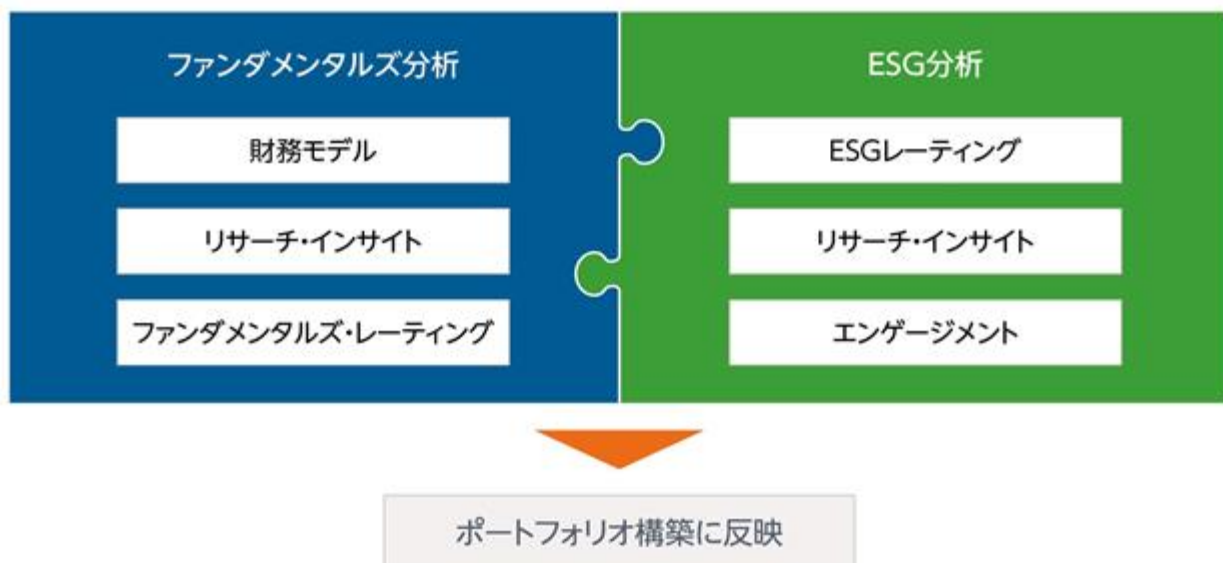 ファンダメンタルズ分析
財務モデル
リサーチ・インサイト
ファンダメンタルズ・レーティング
ESG分析
ESGレーティング
リサーチ・インサイト
エンゲージメント
ポートフォリオ構築に反映